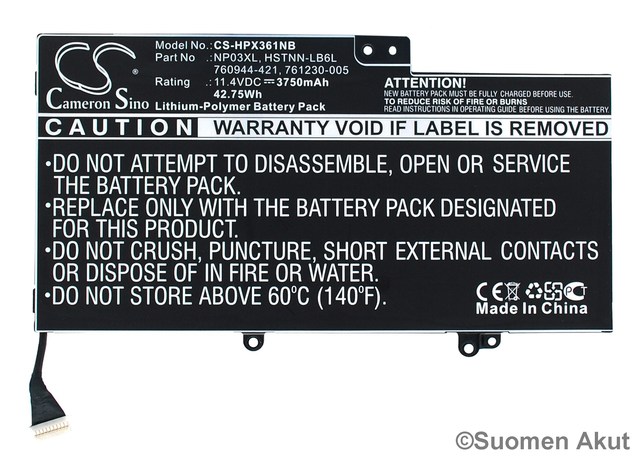 CS
Cameron Sino
Model No. : CS-HPX361NB
Part No : NP03XL, HSTNN-LB6L
760944-421, 761230-005
Rating : 11.4VDC⎓3750mAh
42.75Wh
Lithium-Polymer Battery Pack
ATTENTION!
NEW BATTERY PACK MUST BE FULLY CHARGED BEFORE USE
TO REDUCE RISK OF FIRE OR BURNS
READ INSTRUCTIONS IN OPERATING GUIDE BEFORE USING BATTERY.
CAUTION WARRANTY VOID IF LABEL IS REMOVED
•DO NOT ATTEMPT TO DISASSEMBLE, OPEN OR SERVICE
THE BATTERY PACK.
•REPLACE ONLY WITH THE BATTERY PACK DESIGNATED
FOR THIS PRODUCT.
•DO NOT CRUSH, PUNCTURE, SHORT EXTERNAL CONTACTS
OR DISPOSE OF IN FIRE OR WATER.
•DO NOT STORE ABOVE 60°C (140°F).
CE PCT
Made In China
©Suomen Akut